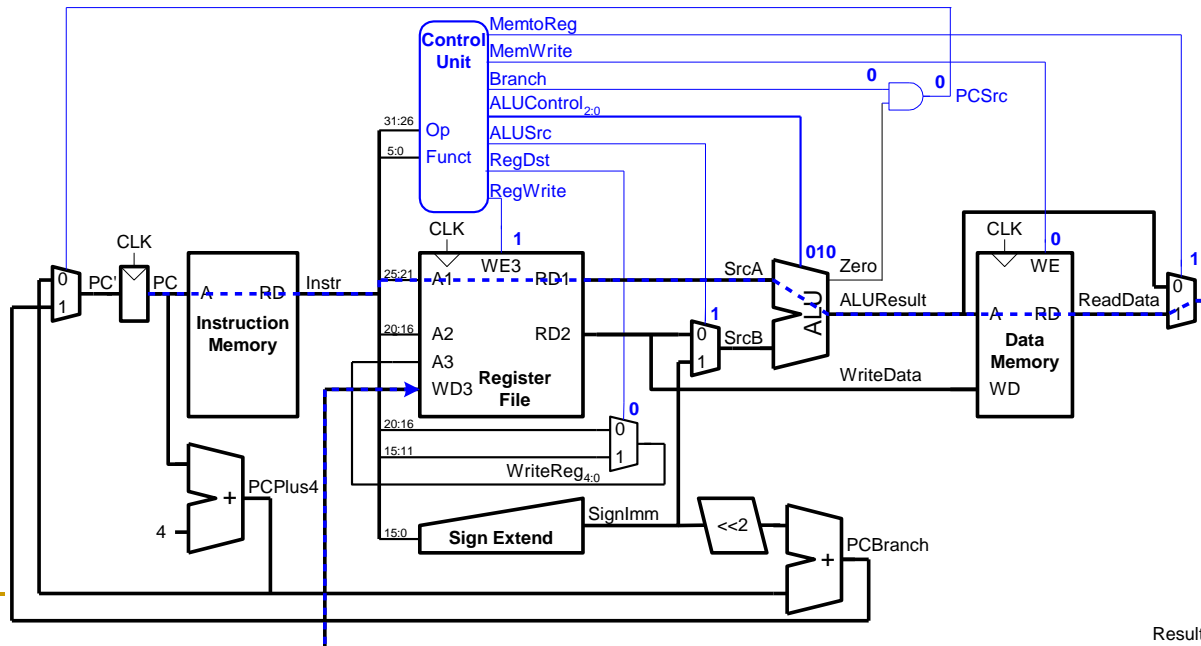 MemtoReg
Control
Unit
MemWrite
Branch
0
0
PCSrc
ALUControl2:0
31:26
Op
ALUSrc
5:0
Funct
RegDst
RegWrite
CLK
CLK
CLK
1
010
Zero
0
1
0
1
PC'
PC
A
RD
Instr
25:21
A1
WE3
RD1
SrcA
ALU
ALUResult
WE
A
RD
ReadData
0
1
Instruction
Memory
20:16
A2
RD2
1
0
1
SrcB
Data
Memory
A3
WD3
Register
File
WriteData
WD
20:16
0
0
1
15:11
WriteReg4:0
PCPlus4
+
4
SignImm
15:0
Sign Extend
<<2
+
PCBranch
Result